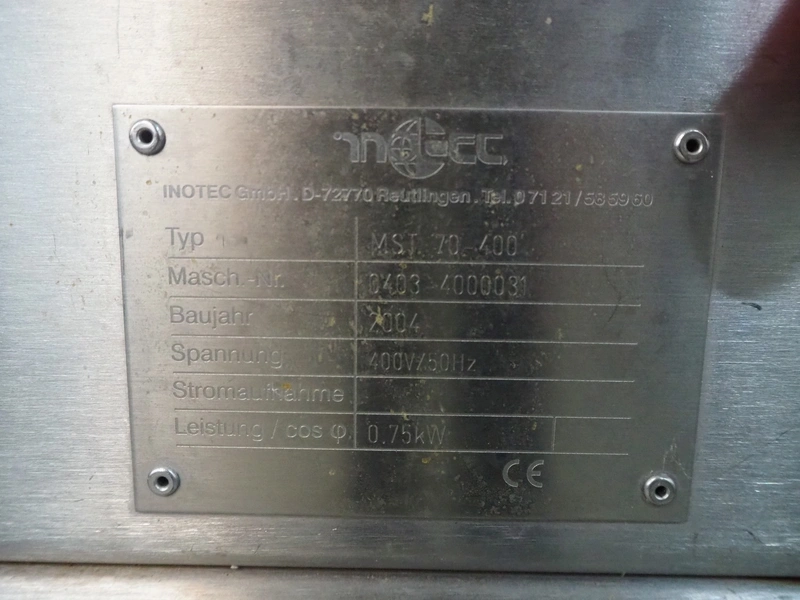 inotec
INOTEC GmbH . D-72770 Reutlingen . Tel. 0 71 21 / 58 59 60
Typ MST. 70-400
Masch.-Nr. 0403-4000031
Baujahr 2004
Spannung 400V/50Hz
Stromaufnahme
Leistung / cos φ 0.75kW
CE